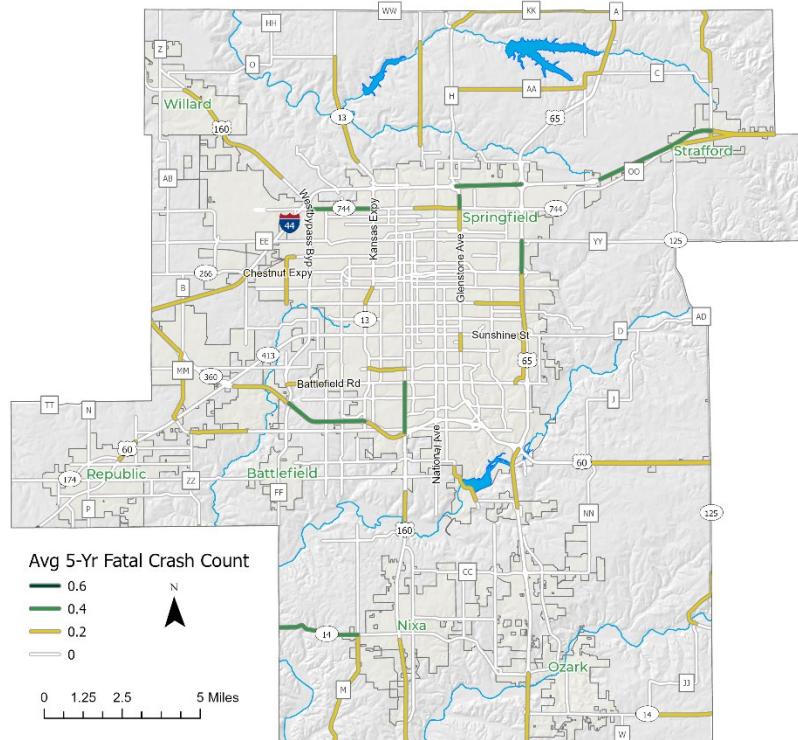 WW
KK
A
HH
Z
O
C
H
AA
Willard
13
65
160
Strafford
OO
AB
Westbypass Byp
744
Kansas Expy
Springfield
744
44
EE
Glenstone Ave
YY
125
266
Chestnut Expy
B
13
AD
Sunshine St
D
413
65
MM
360
Battlefield Rd
J
TT
N
National Ave
60
60
Republic
174
ZZ
Battlefield
FF
P
NN
125
160
Avg 5-Yr Fatal Crash Count
0.6
0.4
0.2
0
N
CC
14
Nixa
Ozark
M
JJ
0 1.25 2.5 5 Miles
14
W